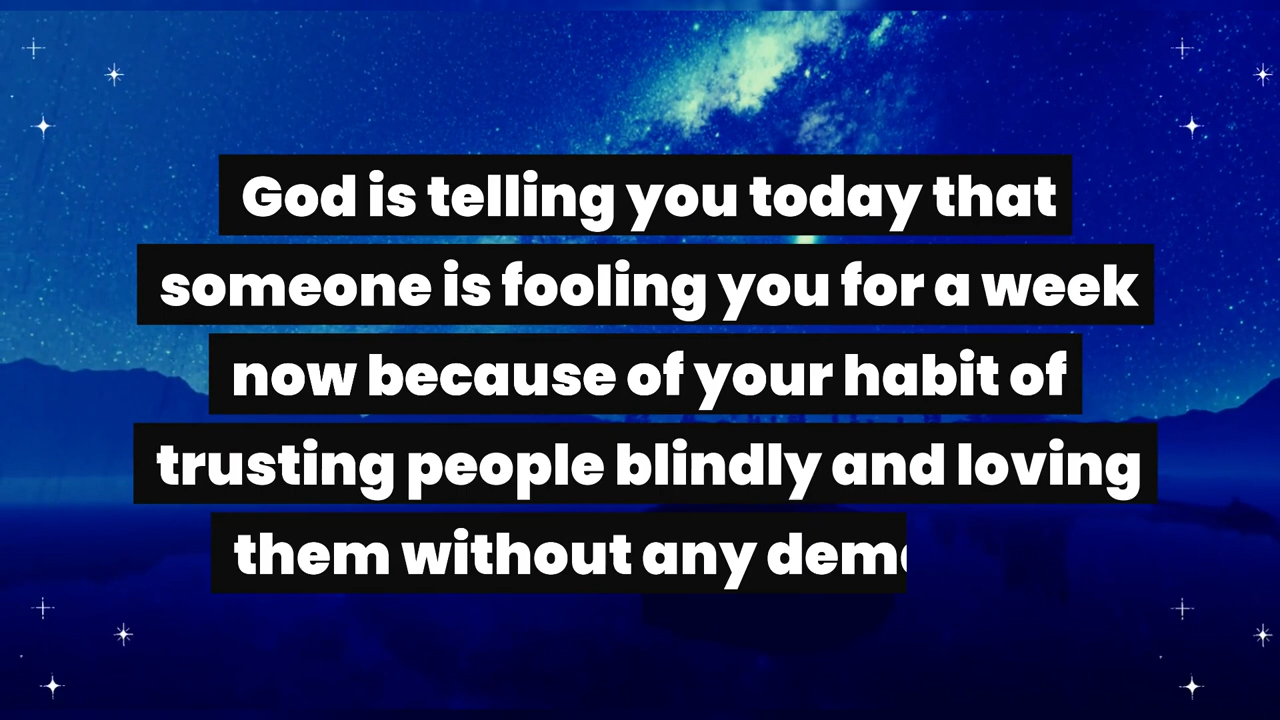 God is telling you today that
someone is fooling you for a week
now because of your habit of
trusting people blindly and loving
them without any dem